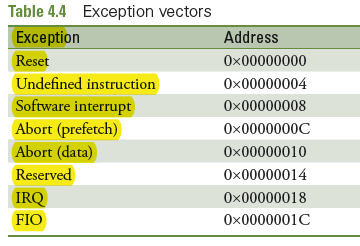 Table 4.4 Exception vectors
Exception Address
Reset 0×00000000
Undefined instruction 0×00000004
Software interrupt 0×00000008
Abort (prefetch) 0×0000000C
Abort (data) 0×00000010
Reserved 0×00000014
IRQ 0×00000018
FIO 0×0000001C